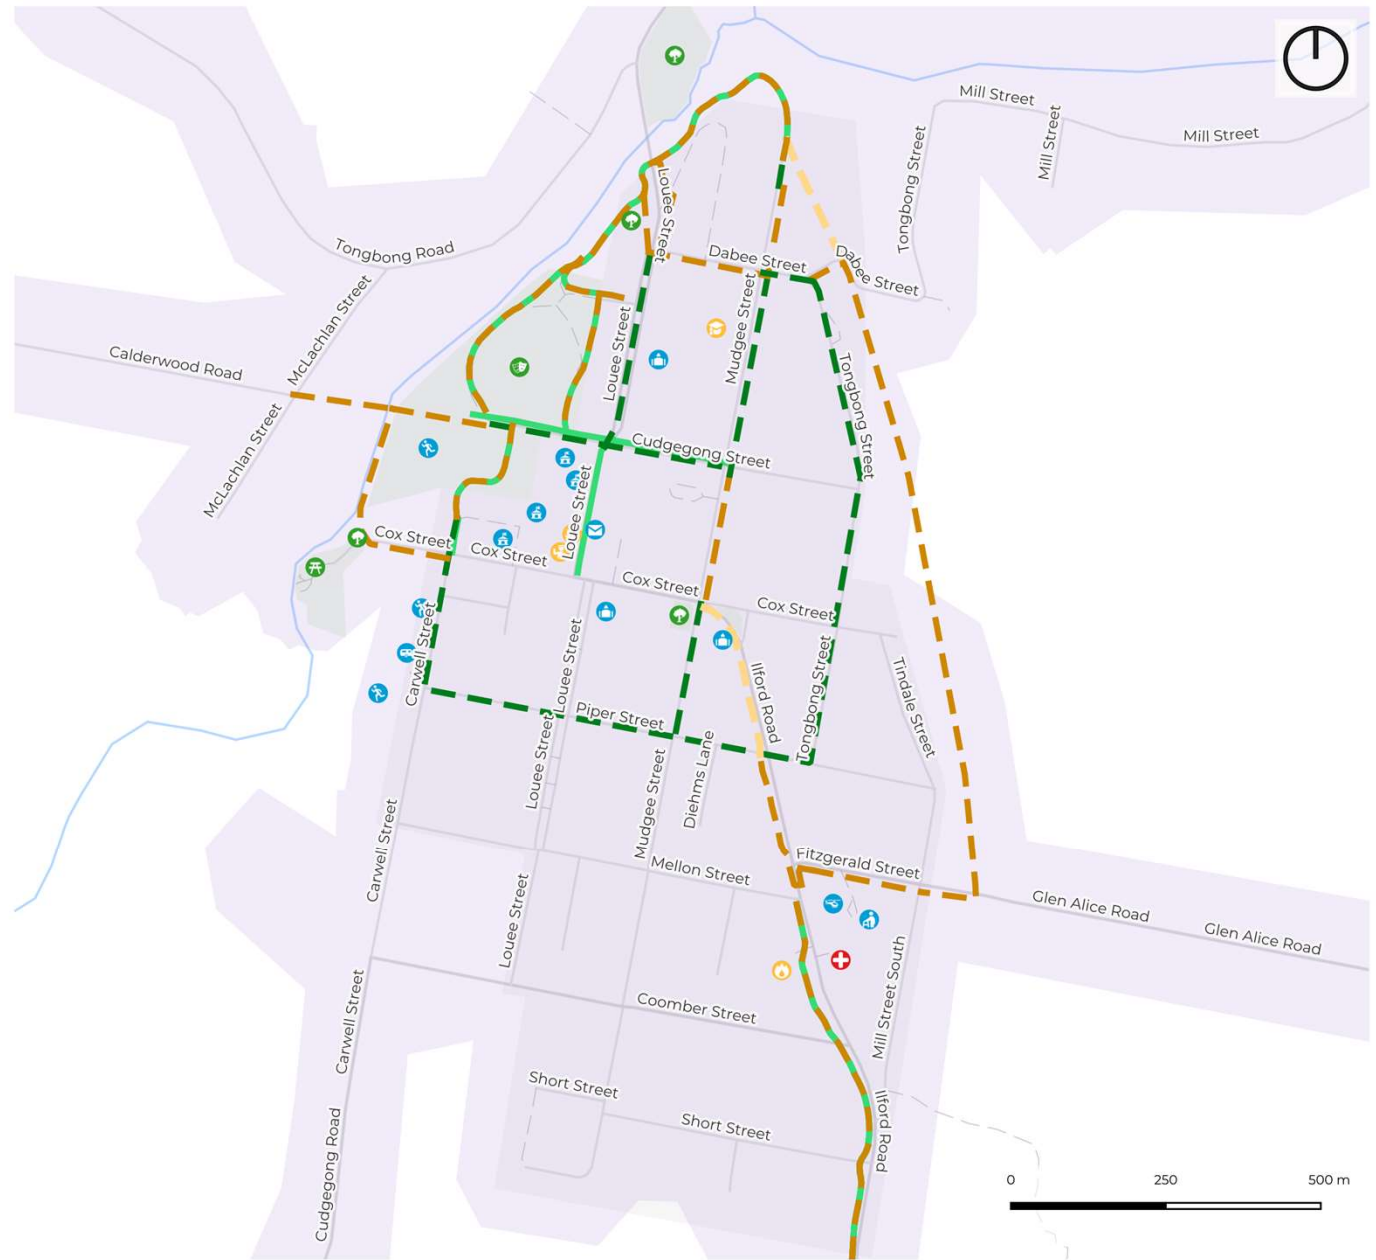 Mill Street
Mill Street
Mill Street
Tongbong Street
Louee Street
Tongbong Road
Dabee Street
Dabee Street
McLachlan Street
Mudgee Street
Louee Street
Calderwood Road
Tongbong Street
McLachlan Street
Cudgegong Street
Louee Street
Cox Street
Cox Street
Cox Street
Cox Street
Carwell Street
Louee Street
Ilford Road
Tongbong Street
Tindale Street
Piper Street
Louee Street
Diehms Lane
Mudgee Street
Carwell Street
Mellon Street
Fitzgerald Street
Louee Street
Glen Alice Road
Glen Alice Road
Mill Street South
Carwell Street
Coomber Street
Short Street
Short Street
Ilford Road
Cudgegong Road
0 250 500 m